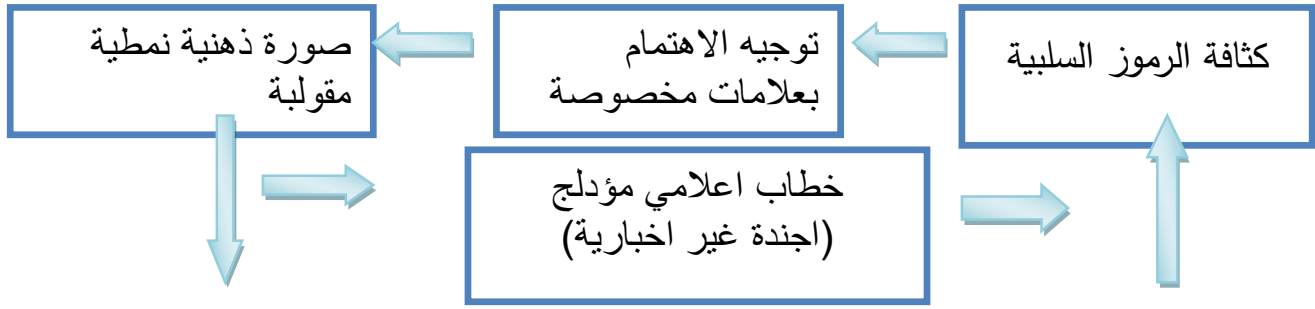 كثافة الرموز السلبية
توجيه الاهتمام
بعلامات مخصوصة
صورة ذهنية نمطية
مقولبة
خطاب اعلامي مؤدلج
(اجندة غير اخبارية)